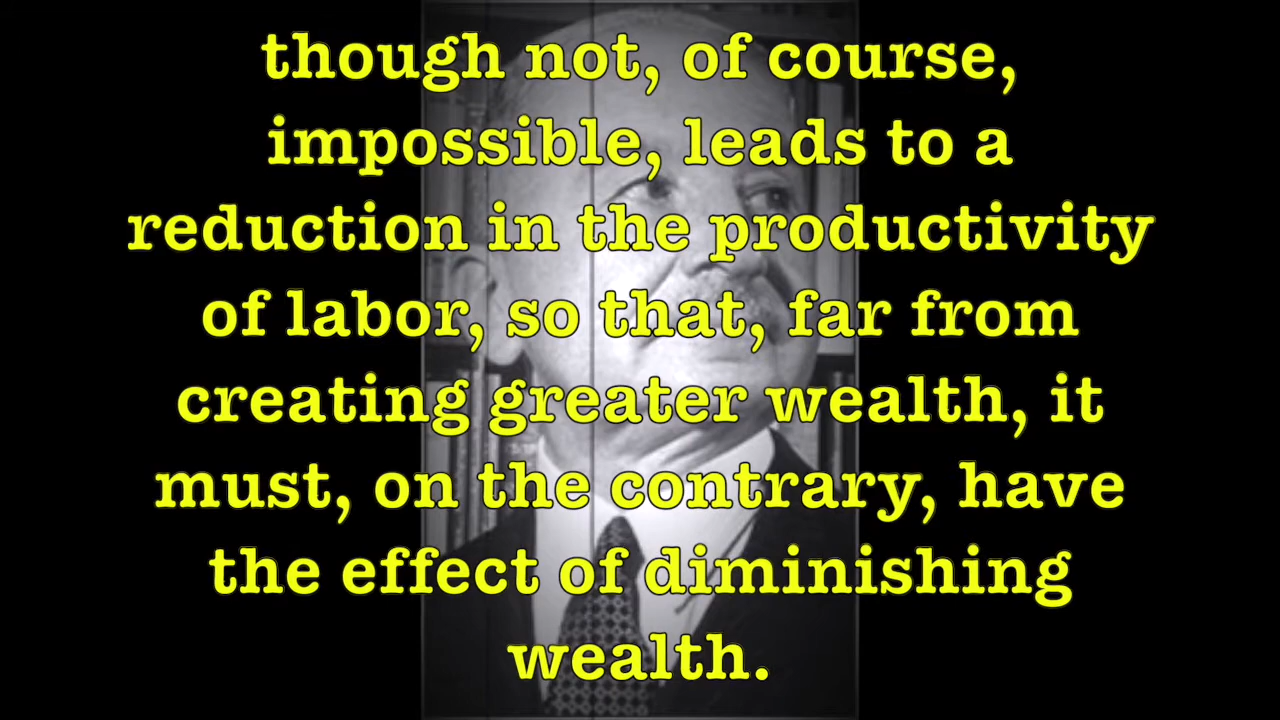 though not, of course,
impossible, leads to a
reduction in the productivity
of labor, so that, far from
creating greater wealth, it
must, on the contrary, have
the effect of diminishing
wealth.